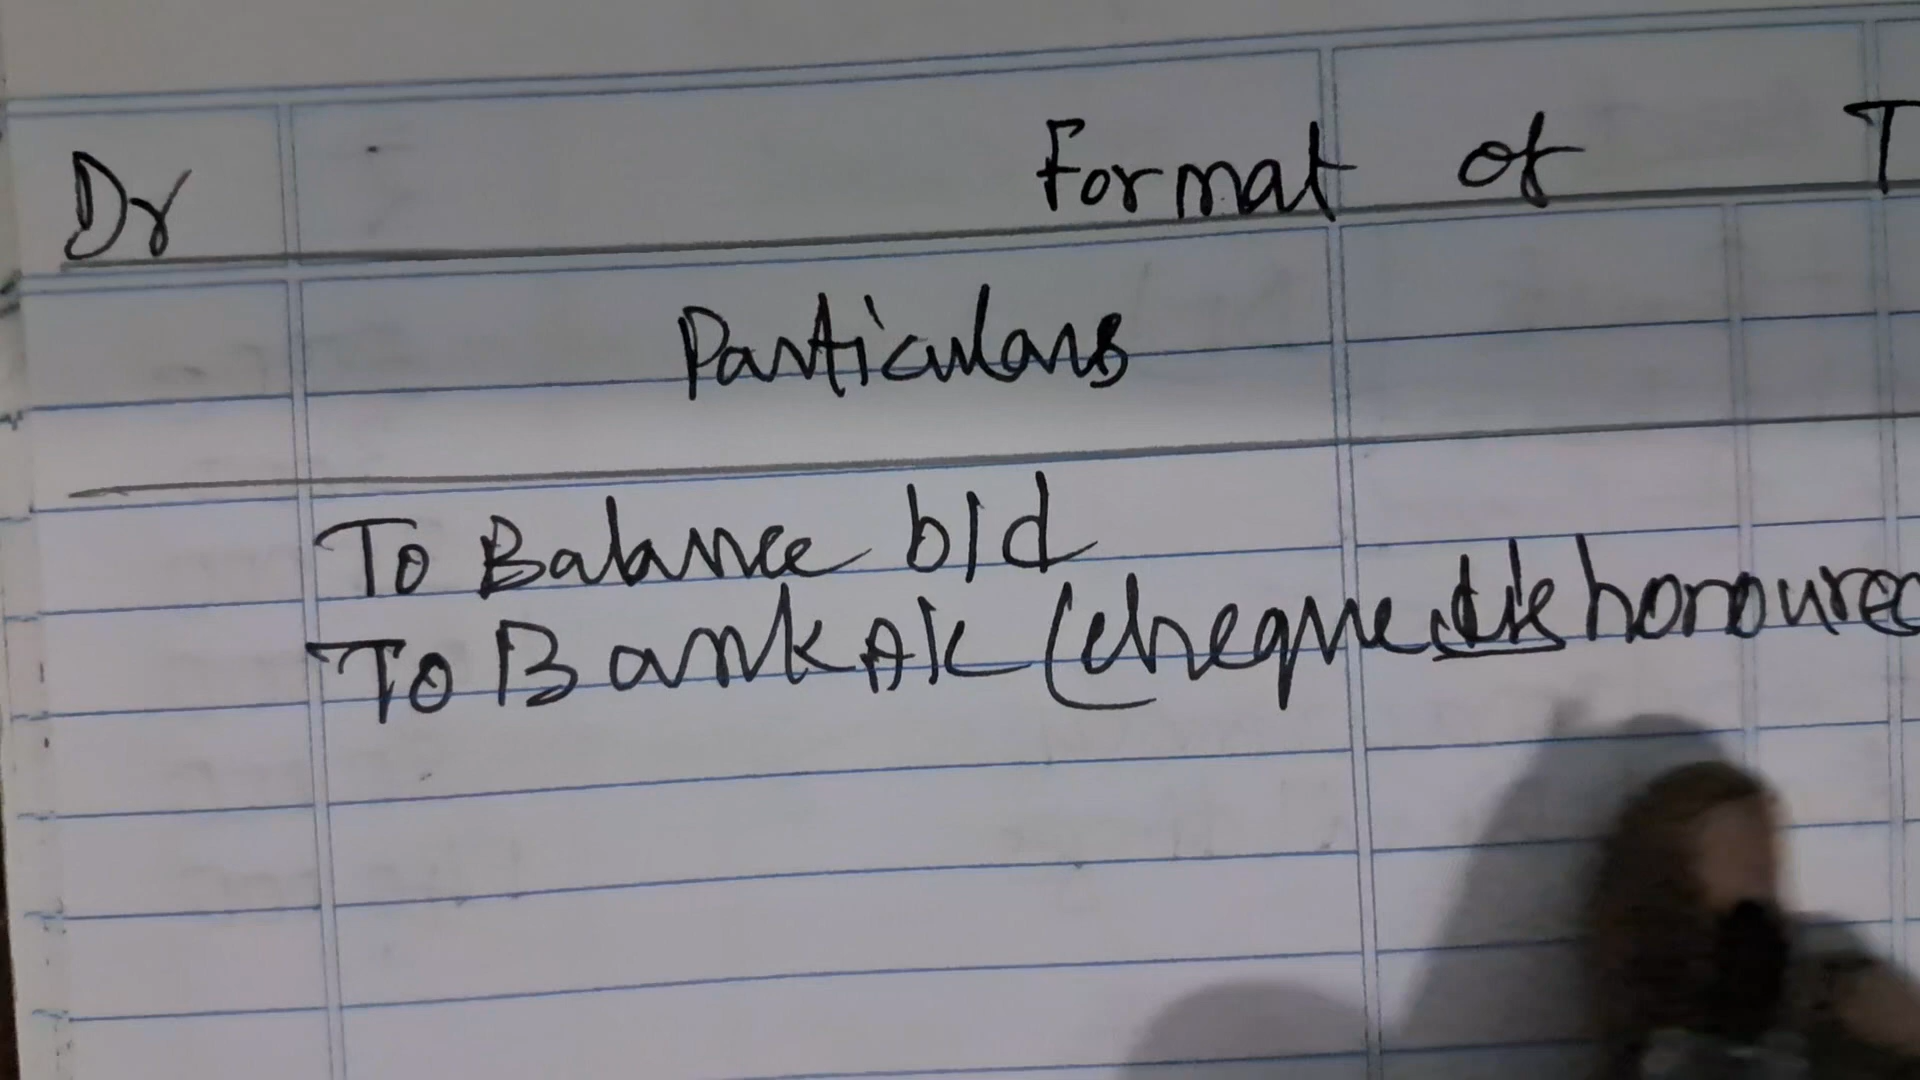 Dr Format of T
Particulars
To Balance b/d
To Bank A/c (cheque dishonoured